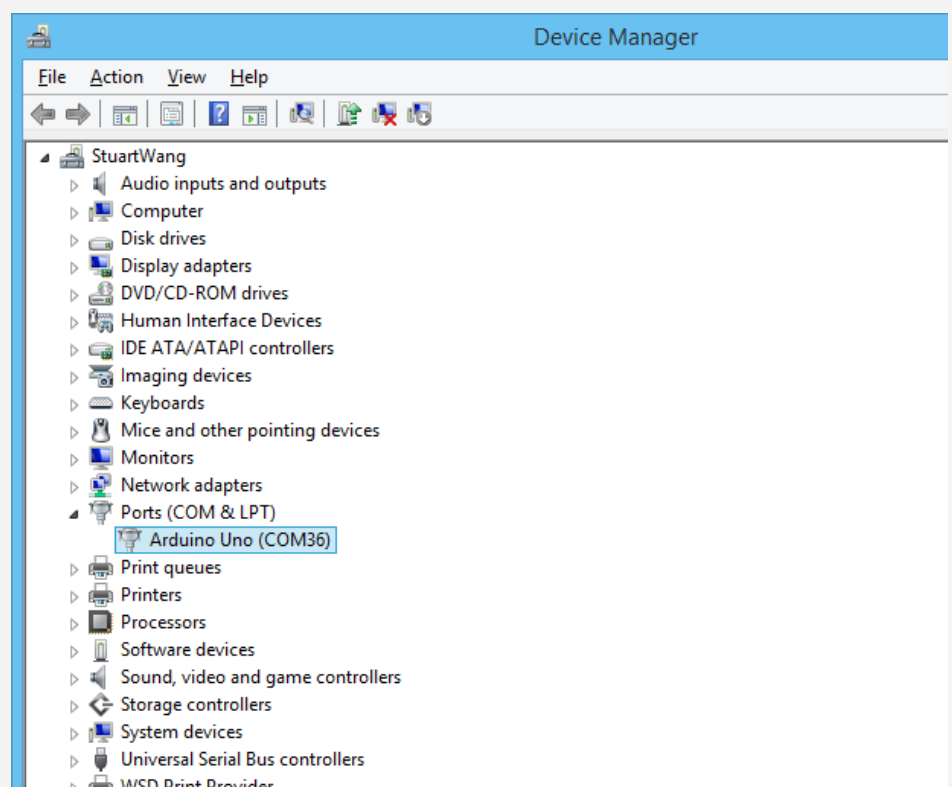 Device Manager
File Action View Help
StuartWang
Audio inputs and outputs
Computer
Disk drives
Display adapters
DVD/CD-ROM drives
Human Interface Devices
IDE ATA/ATAPI controllers
Imaging devices
Keyboards
Mice and other pointing devices
Monitors
Network adapters
Ports (COM & LPT)
Arduino Uno (COM36)
Print queues
Printers
Processors
Software devices
Sound, video and game controllers
Storage controllers
System devices
Universal Serial Bus controllers
WSD Print Provider